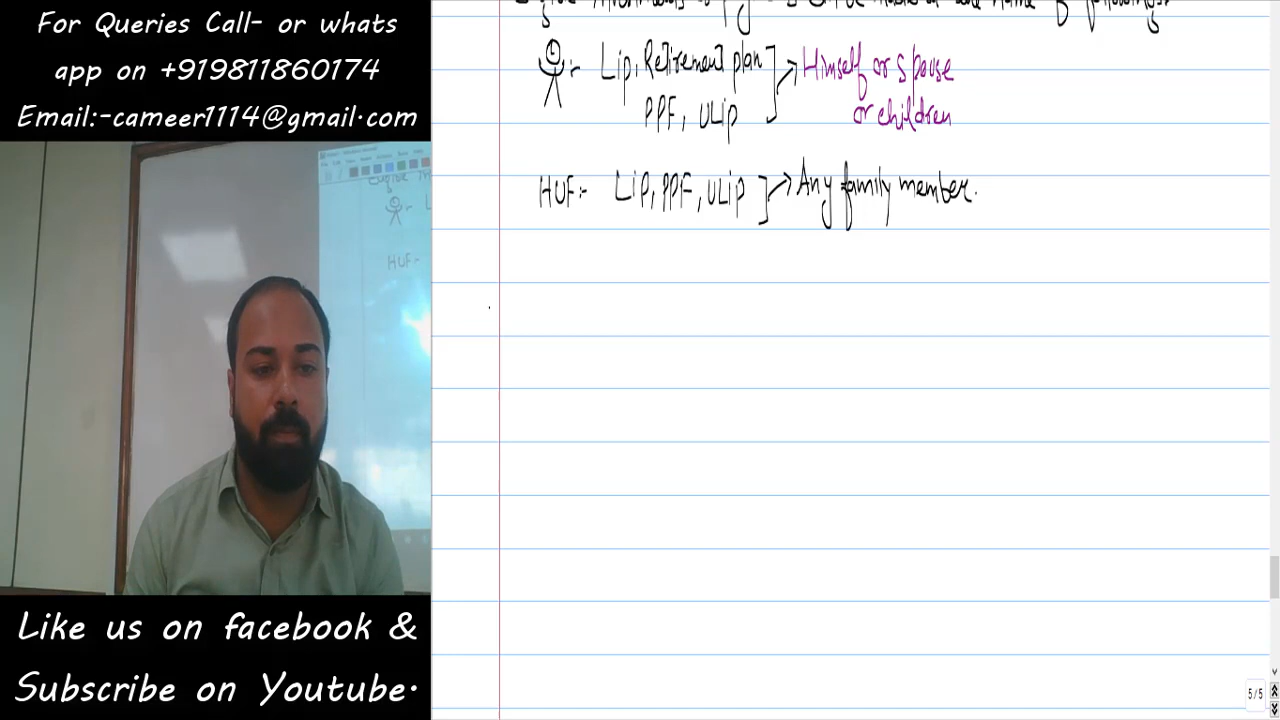 For Queries Call- or whats
app on +919811860174
Email:-cameer1114@gmail.com
Like us on facebook &
Subscribe on Youtube.
:- Lip, Retirement plan
PPF, ULip
Himself or spouse
or children
HUF:- LiP, PPF, ULip
Any family member.
5/5